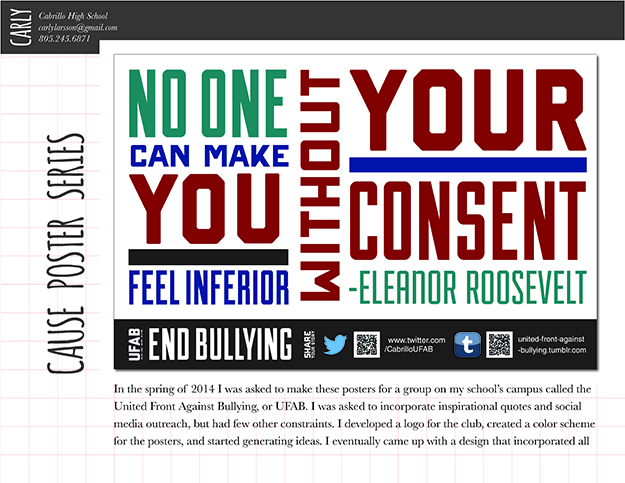 CARLY
Cabrillo High School
carlylarsson@gmail.com
805.245.6871
CAUSE POSTER SERIES
NO ONE
CAN MAKE
YOU
FEEL INFERIOR
WITHOUT
YOUR
CONSENT
-ELEANOR ROOSEVELT
UFAB
END BULLYING
SHARE
YOUR STORY
www.twitter.com
/CabrilloUFAB
t
united-front-against
-bullying.tumblr.com
In the spring of 2014 I was asked to make these posters for a group on my school's campus called the
United Front Against Bullying, or UFAB. I was asked to incorporate inspirational quotes and social
media outreach, but had few other constraints. I developed a logo for the club, created a color scheme
for the posters, and started generating ideas. I eventually came up with a design that incorporated all